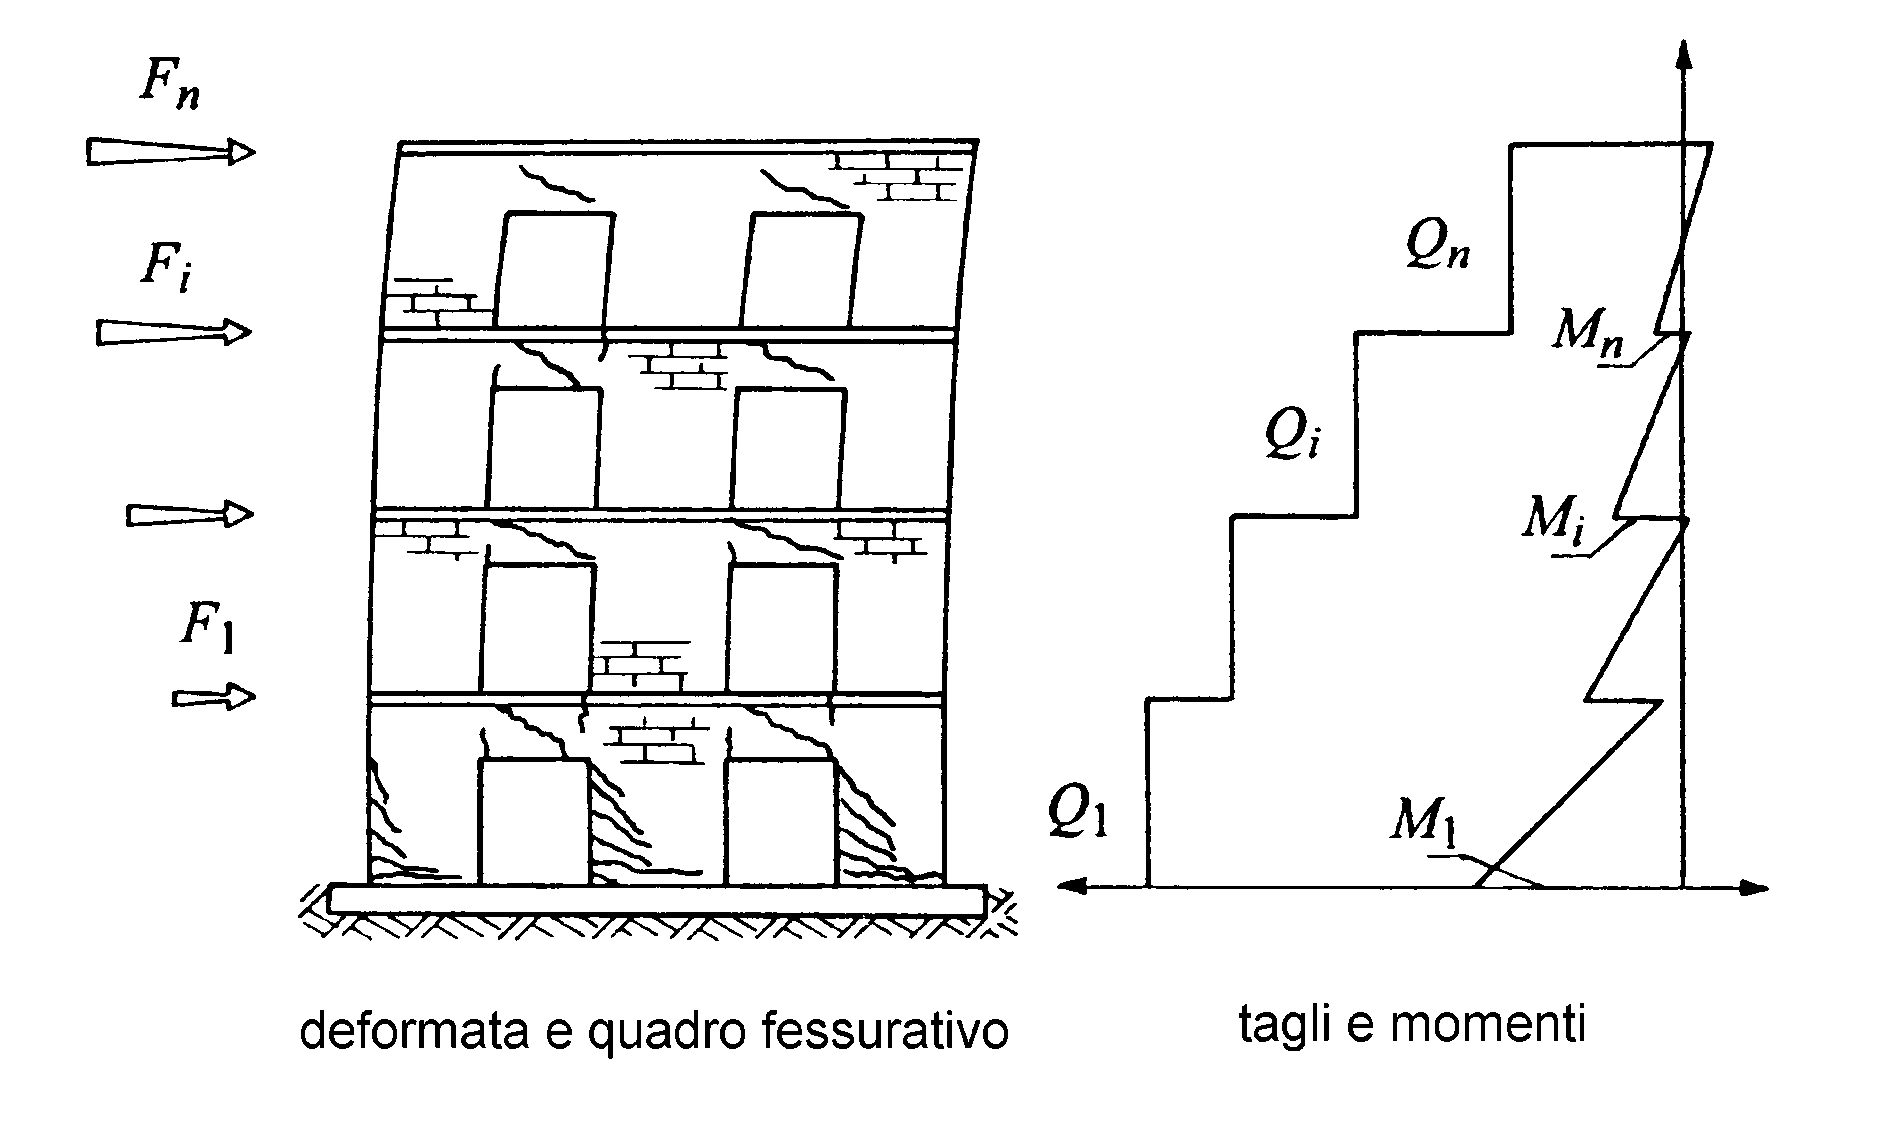 Fn
Fi
F1
Qn
Mn
Qi
Mi
Q1
M1
deformata e quadro fessurativo
tagli e momenti